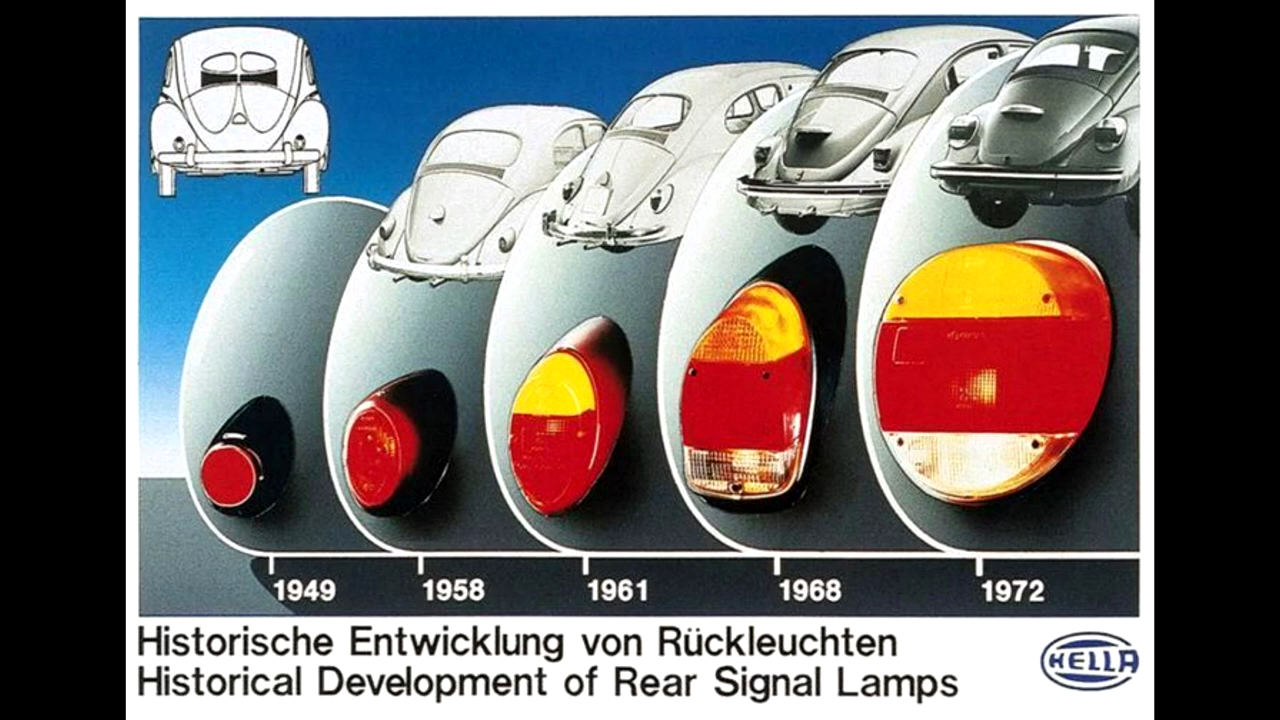 1949 1958 1961 1968 1972
Historische Entwicklung von Rückleuchten
Historical Development of Rear Signal Lamps
HELLA